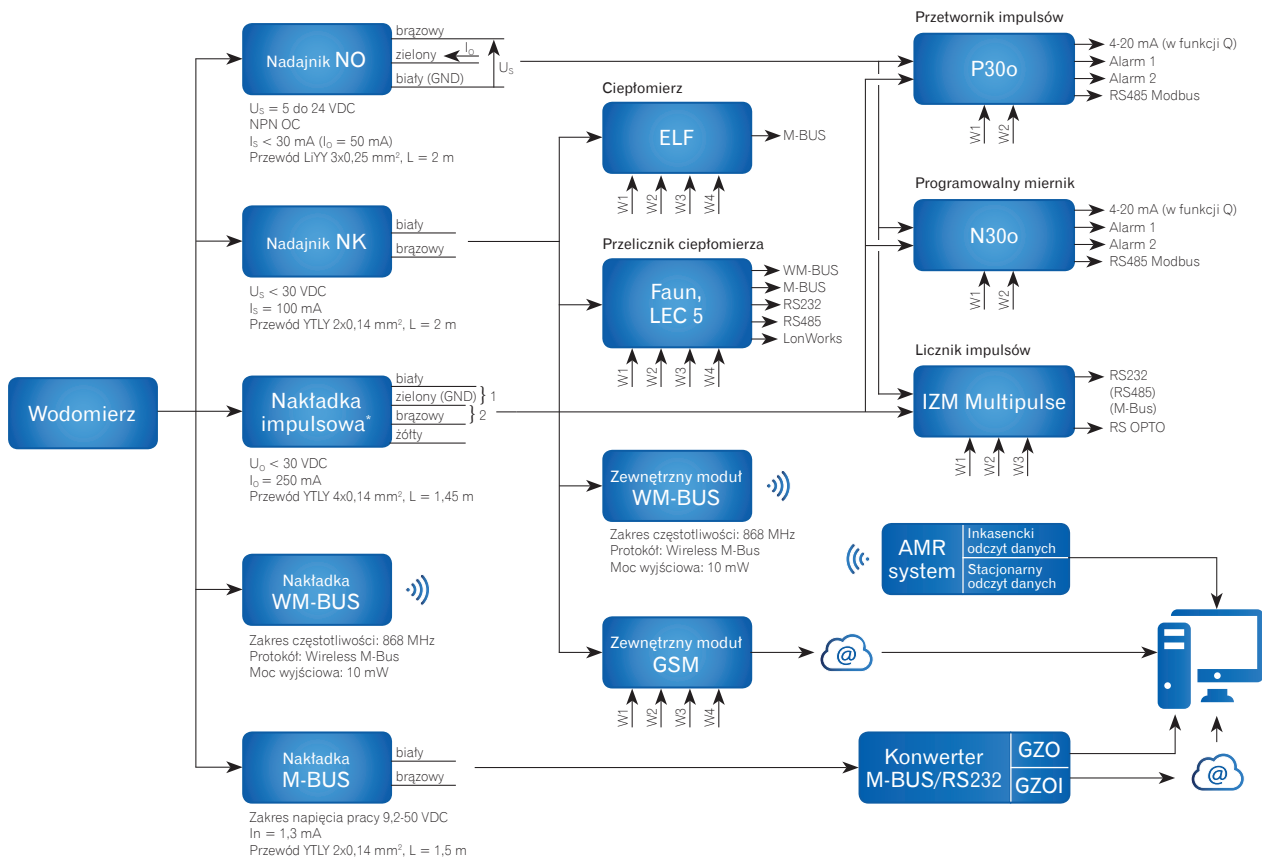 Wodomierz
Nadajnik NO
brązowy
zielony
I₀
biały (GND)
Uₛ
Uₛ = 5 do 24 VDC
NPN OC
Iₛ < 30 mA (I₀ = 50 mA)
Przewód LiYY 3x0,25 mm², L = 2 m
Nadajnik NK
biały
brązowy
Uₛ < 30 VDC
Iₛ = 100 mA
Przewód YTLY 2x0,14 mm², L = 2 m
Nakładka
impulsowa*
biały
zielony (GND) } 1
brązowy } 2
żółty
U₀ < 30 VDC
I₀ = 250 mA
Przewód YTLY 4x0,14 mm², L = 1,45 m
Nakładka
WM-BUS
Zakres częstotliwości: 868 MHz
Protokół: Wireless M-Bus
Moc wyjściowa: 10 mW
Nakładka
M-BUS
biały
brązowy
Zakres napięcia pracy 9,2-50 VDC
In = 1,3 mA
Przewód YTLY 2x0,14 mm², L = 1,5 m
Ciepłomierz
ELF
M-BUS
W1 W2 W3 W4
Przelicznik ciepłomierza
Faun,
LEC 5
WM-BUS
M-BUS
RS232
RS485
LonWorks
W1 W2 W3 W4
Zewnętrzny moduł
WM-BUS
Zakres częstotliwości: 868 MHz
Protokół: Wireless M-Bus
Moc wyjściowa: 10 mW
Zewnętrzny moduł
GSM
W1 W2 W3 W4
@
Przetwornik impulsów
P30o
4-20 mA (w funkcji Q)
Alarm 1
Alarm 2
RS485 Modbus
W1 W2
Programowalny miernik
N30o
4-20 mA (w funkcji Q)
Alarm 1
Alarm 2
RS485 Modbus
W1 W2
Licznik impulsów
IZM Multipulse
RS232
(RS485)
(M-Bus)
RS OPTO
W1 W2 W3
AMR
system
Inkasencki
odczyt danych
Stacjonarny
odczyt danych
Konwerter
M-BUS/RS232
GZO
GZOI
@